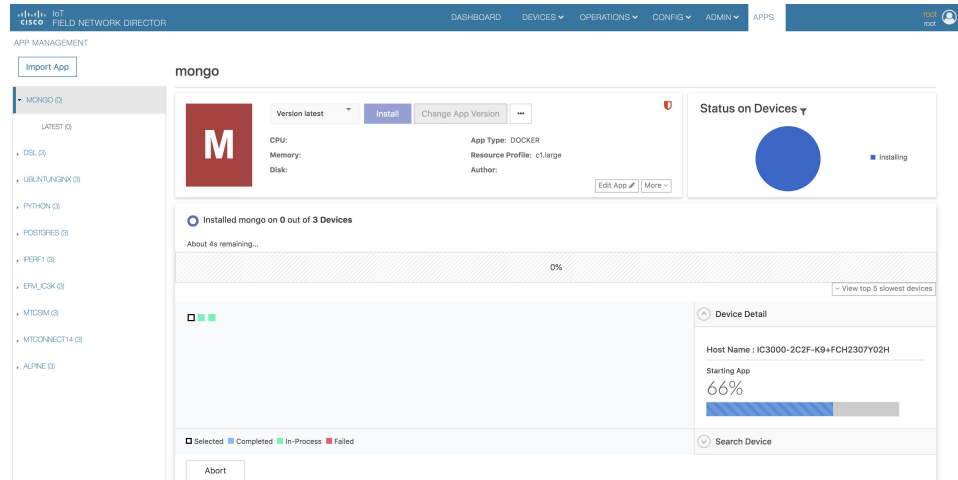 CISCO IoT
FIELD NETWORK DIRECTOR
DASHBOARD DEVICES OPERATIONS CONFIG ADMIN APPS
root
root
APP MANAGEMENT
Import App
MONGO (0)
LATEST (0)
DSL (3)
UBUNTUNGINX (3)
PYTHON (3)
POSTGRES (3)
IPERF1 (3)
EFM_IC3K (3)
MTCSIM (3)
MTCONNECT14 (3)
ALPINE (3)
mongo
M
Version latest Install Change App Version •••
CPU: App Type: DOCKER
Memory: Resource Profile: c1.large
Disk: Author:
Edit App More
Status on Devices
Installing
Installed mongo on 0 out of 3 Devices
About 4s remaining...
0%
View top 5 slowest devices
Device Detail
Host Name : IC3000-2C2F-K9+FCH2307Y02H
Starting App
66%
Selected Completed In-Process Failed
Search Device
Abort